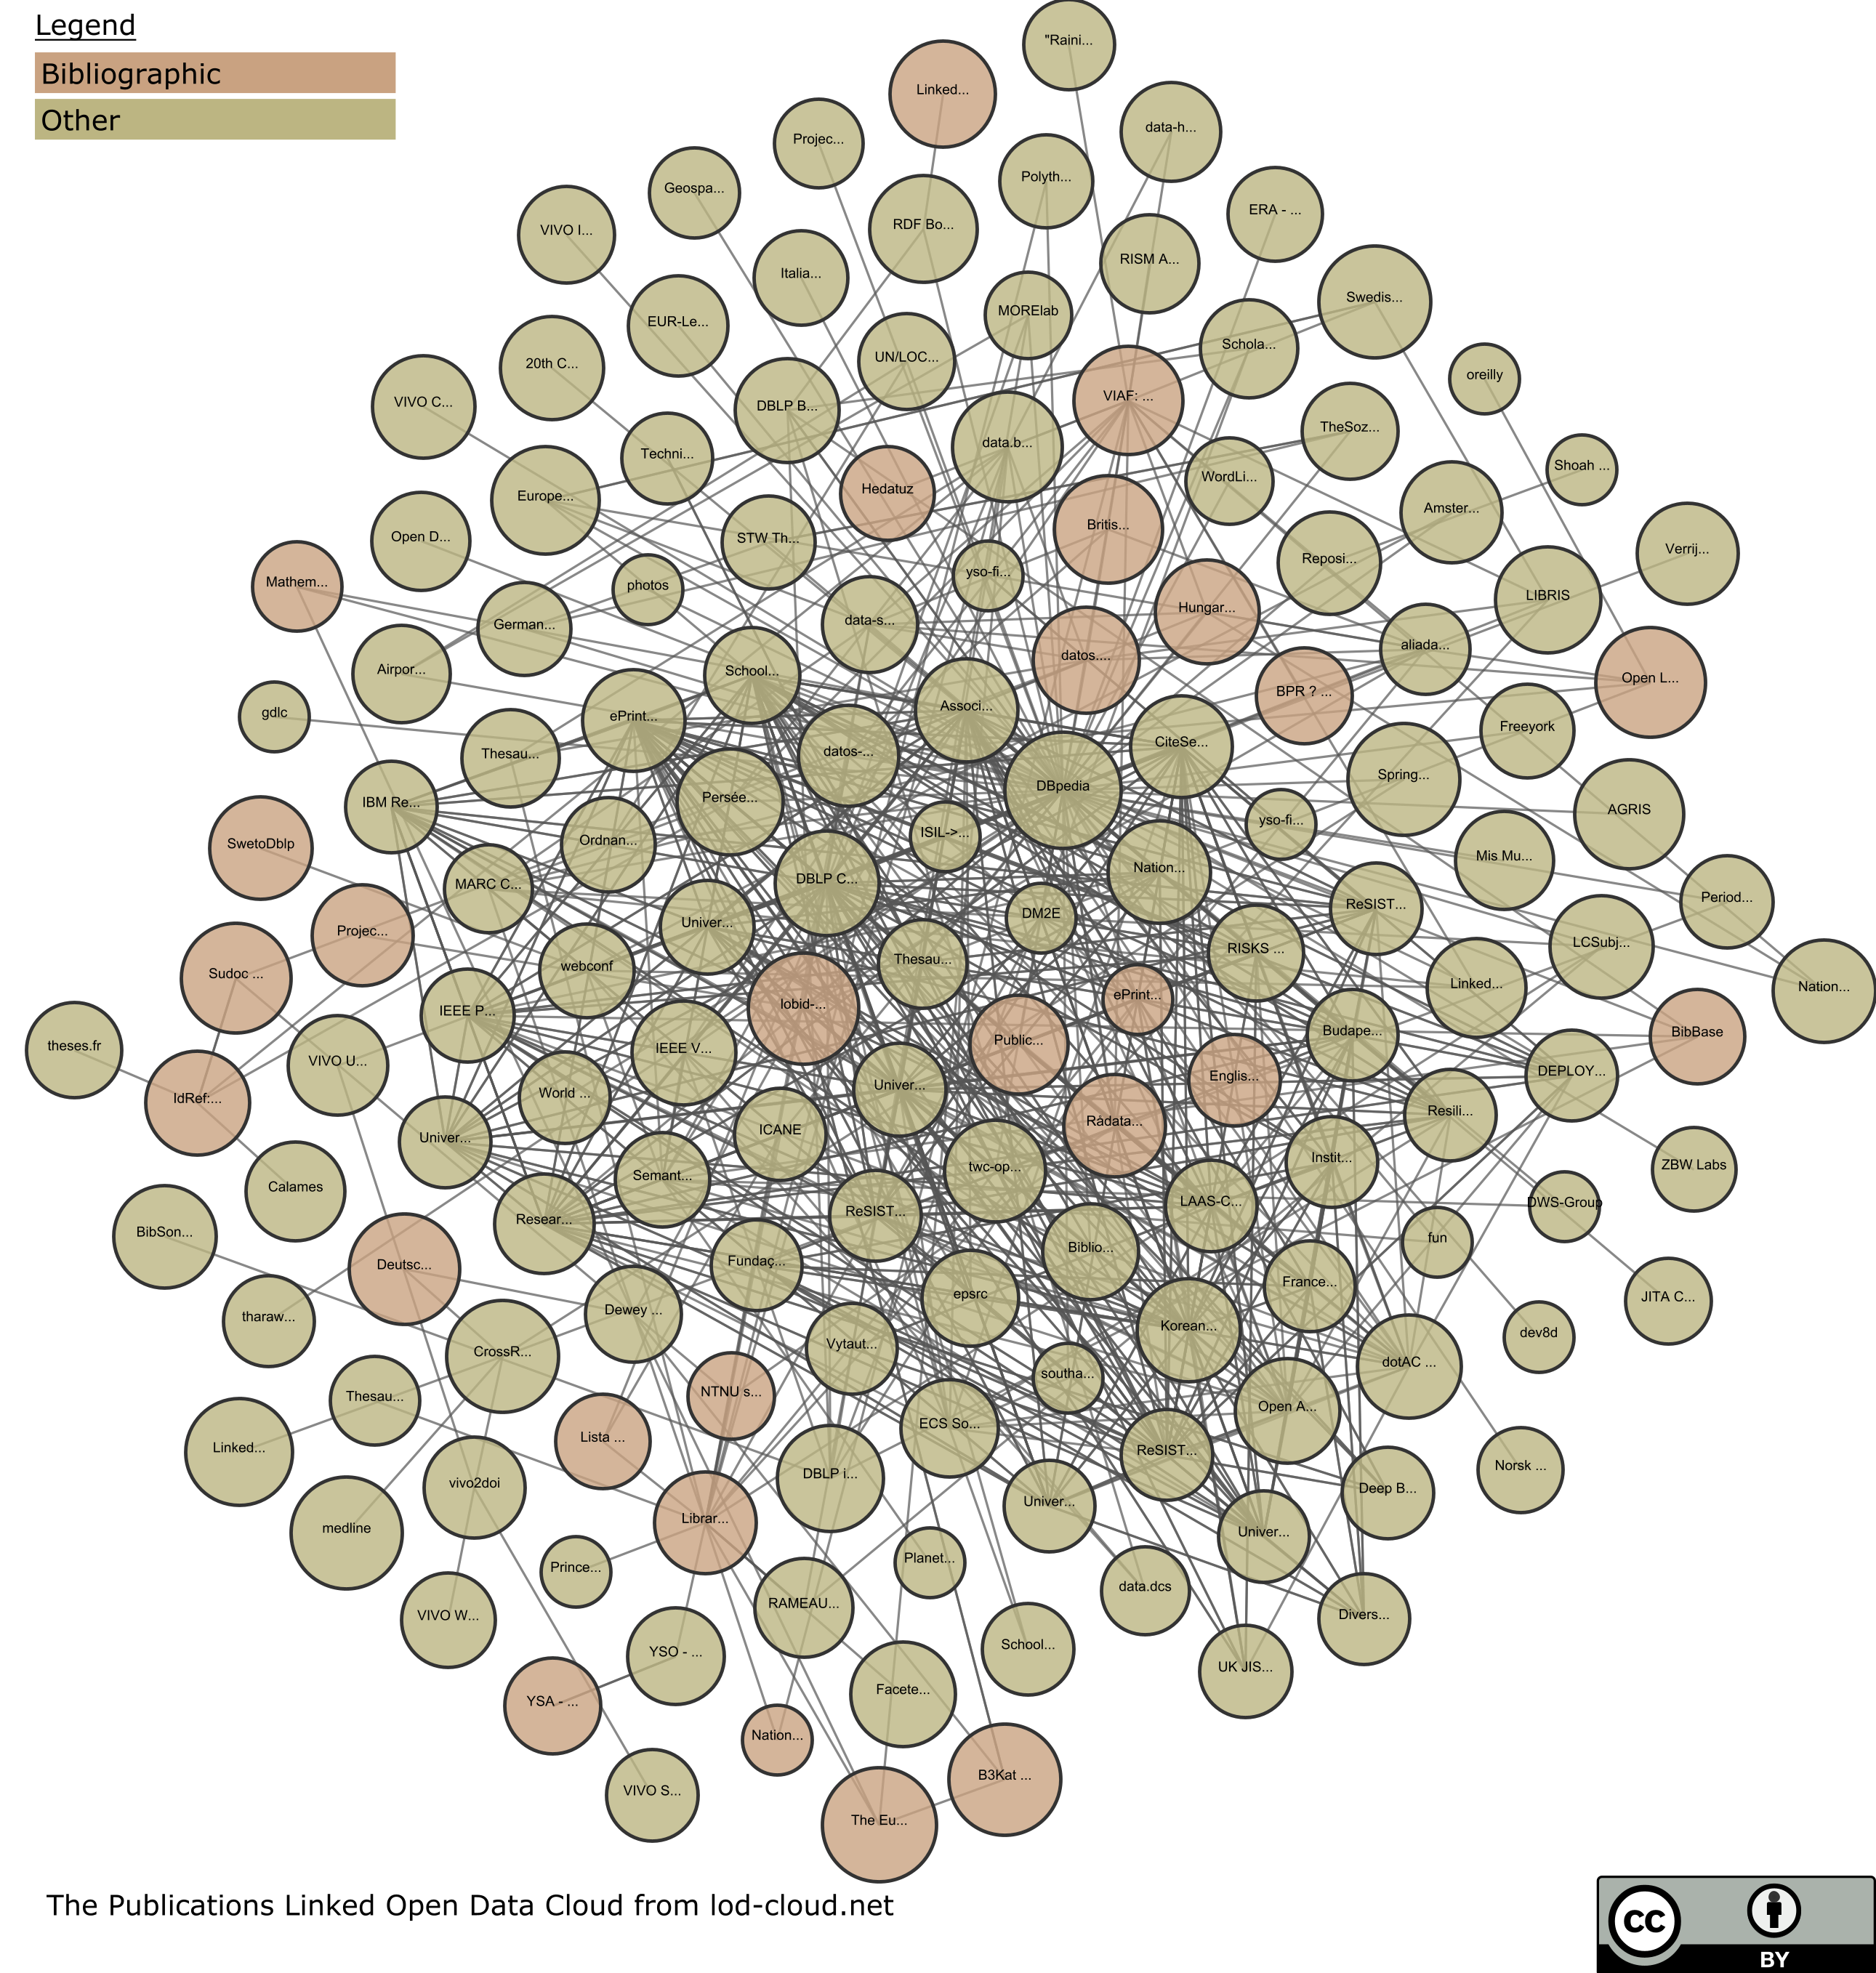 Legend
Bibliographic
Other
"Raini...
Linked...
data-h...
Projec...
Polyth...
Geospa...
ERA - ...
RDF Bo...
VIVO I...
RISM A...
Italia...
Swedis...
MORElab
EUR-Le...
Schola...
UN/LOC...
20th C...
oreilly
VIAF: ...
VIVO C...
DBLP B...
TheSoz...
data.b...
Techni...
Shoah ...
WordLi...
Hedatuz
Europe...
Amster...
Britis...
Open D...
STW Th...
Verrij...
Reposi...
yso-fi...
Mathem...
photos
LIBRIS
Hungar...
data-s...
German...
aliada...
datos....
Airpor...
School...
Open L...
BPR ? ...
Associ...
gdlc
ePrint...
Freeyork
CiteSe...
datos-...
Thesau...
Spring...
DBpedia
Persée...
IBM Re...
AGRIS
yso-fi...
ISIL->...
Ordnan...
SwetoDblp
Mis Mu...
Nation...
DBLP C...
MARC C...
Period...
ReSIST...
DM2E
Univer...
Projec...
LCSubj...
RISKS ...
Thesau...
webconf
Sudoc ...
Linked...
Nation...
ePrint...
lobid-...
IEEE P...
Budape...
BibBase
Public...
theses.fr
IEEE V...
VIVO U...
DEPLOY...
Englis...
Univer...
World ...
IdRef:...
Resili...
Rådata...
ICANE
Univer...
Instit...
ZBW Labs
twc-op...
Semant...
Calames
LAAS-C...
DWS-Group
ReSIST...
Resear...
BibSon...
fun
Biblio...
Fundaç...
Deutsc...
France...
epsrc
JITA C...
Dewey ...
tharaw...
Korean...
dev8d
Vytaut...
CrossR...
dotAC ...
southa...
NTNU s...
Thesau...
Open A...
ECS So...
Lista ...
Linked...
ReSIST...
Norsk ...
DBLP i...
vivo2doi
Deep B...
Univer...
Librar...
medline
Univer...
Planet...
Prince...
data.dcs
RAMEAU...
VIVO W...
Divers...
School...
YSO - ...
UK JIS...
Facete...
YSA - ...
Nation...
B3Kat ...
VIVO S...
The Eu...
The Publications Linked Open Data Cloud from lod-cloud.net
cc
BY